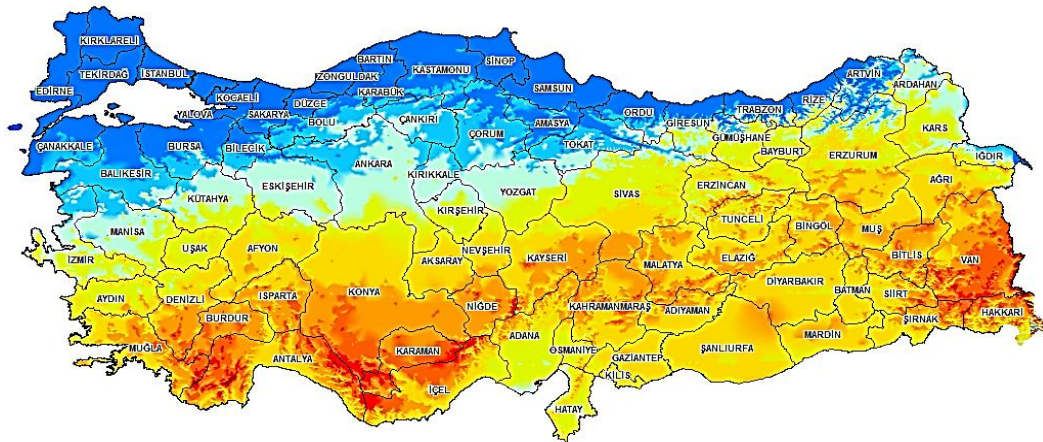 KIRKLARELİ
TEKİRDAĞ
İSTANBUL
EDİRNE
KOCAELİ
YALOVA
SAKARYA
DÜZCE
ZONGULDAK
BARTIN
KARABÜK
KASTAMONU
SİNOP
SAMSUN
ORDU
GİRESUN
TRABZON
RİZE
ARTVİN
ARDAHAN
KARS
IĞDIR
ÇANAKKALE
BALIKEŞİR
BURSA
BİLECİK
BOLU
ÇANKIRI
ÇORUM
AMASYA
TOKAT
GÜMÜŞHANE
BAYBURT
ERZURUM
AĞRI
KÜTAHYA
ESKİŞEHİR
ANKARA
KIRIKKALE
YOZGAT
SİVAS
ERZİNCAN
TUNCELİ
BİNGÖL
MUŞ
BİTLİS
VAN
MANİSA
İZMİR
UŞAK
AFYON
KIRŞEHİR
NEVŞEHİR
AKSARAY
KAYSERİ
MALATYA
ELAZIĞ
DİYARBAKIR
BATMAN
SİİRT
ŞIRNAK
HAKKARİ
AYDIN
DENİZLİ
ISPARTA
BURDUR
KONYA
NİĞDE
KAHRAMANMARAŞ
ADIYAMAN
MARDİN
MUĞLA
ANTALYA
KARAMAN
İÇEL
ADANA
OSMANİYE
GAZİANTEP
KİLİS
ŞANLIURFA
HATAY